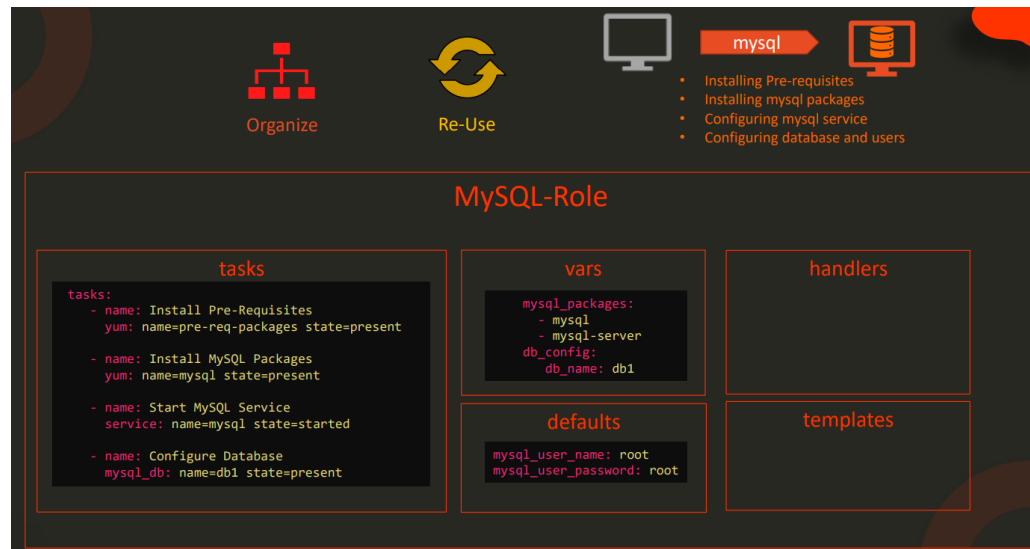 mysql
Organize
Re-Use
• Installing Pre-requisites
• Installing mysql packages
• Configuring mysql service
• Configuring database and users
MySQL-Role
tasks
tasks:
- name: Install Pre-Requisites
yum: name=pre-req-packages state=present
- name: Install MySQL Packages
yum: name=mysql state=present
- name: Start MySQL Service
service: name=mysql state=started
- name: Configure Database
mysql_db: name=db1 state=present
vars
mysql_packages:
- mysql
- mysql-server
db_config:
db_name: db1
handlers
defaults
mysql_user_name: root
mysql_user_password: root
templates